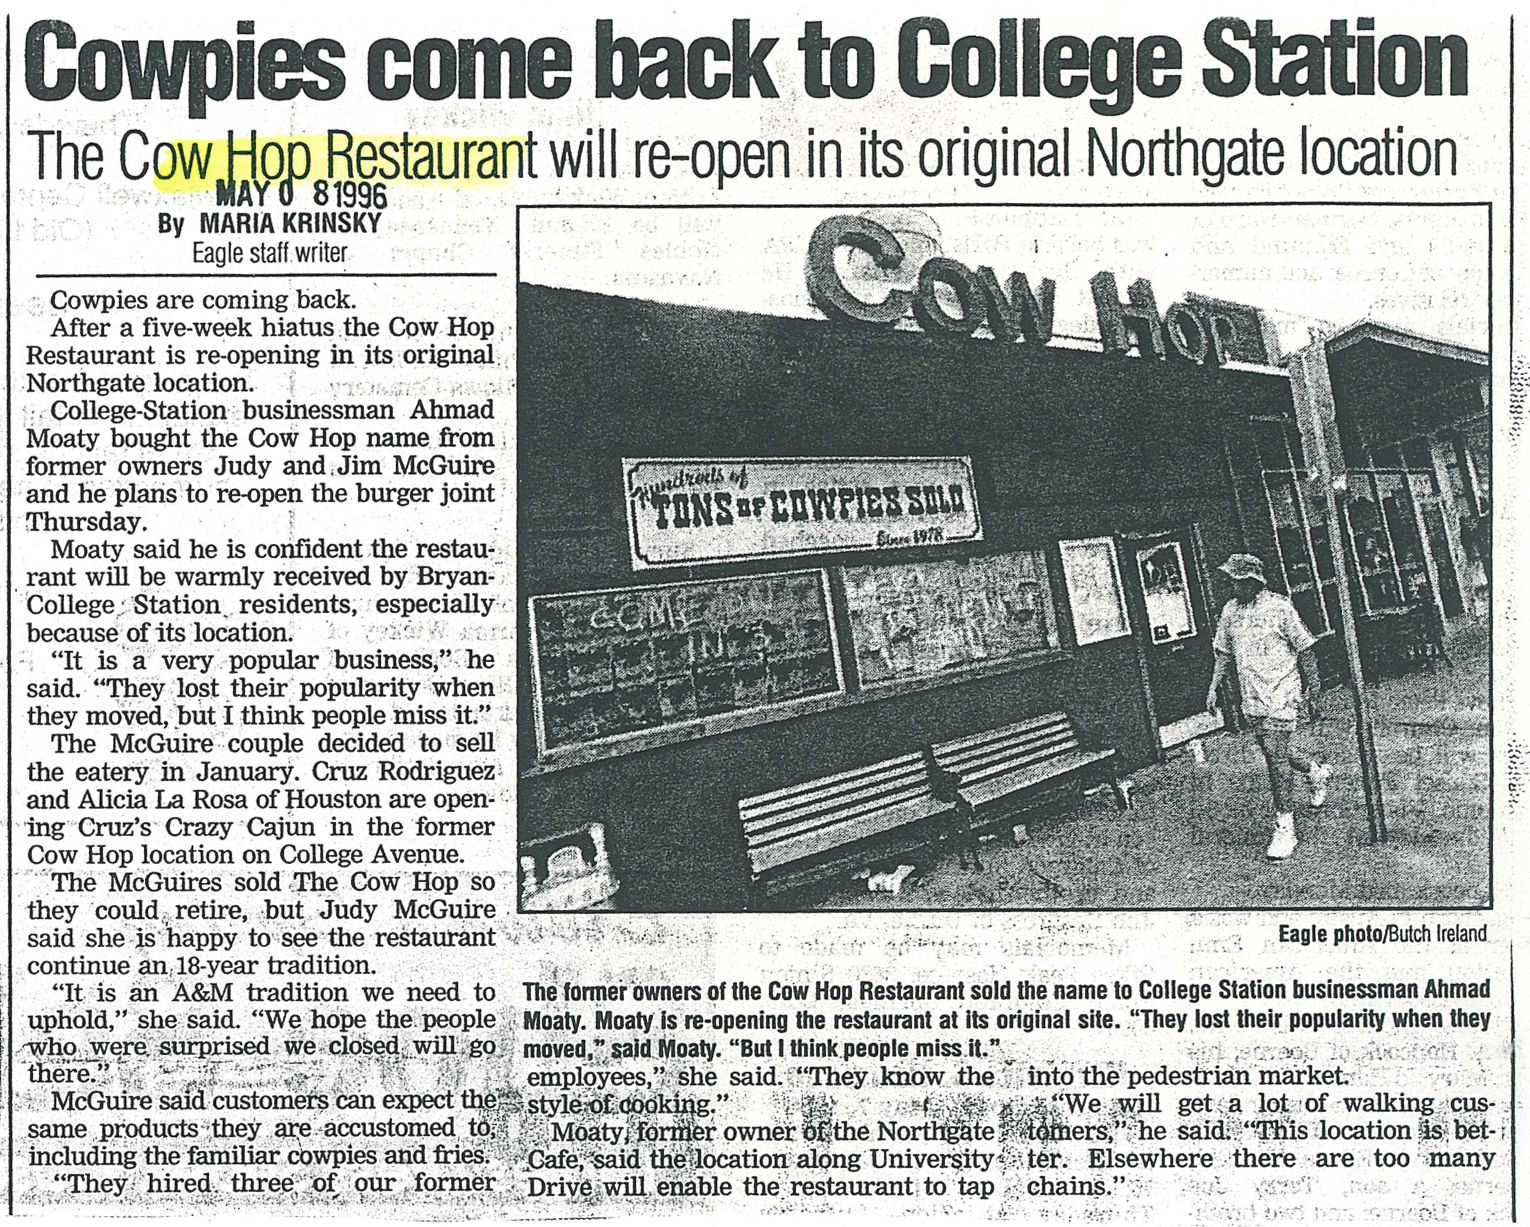 Cowpies come back to College Station
The Cow Hop Restaurant will re-open in its original Northgate location
MAY 0 8 1996
By MARIA KRINSKY
Eagle staff writer
Cowpies are coming back.
After a five-week hiatus the Cow Hop
Restaurant is re-opening in its original
Northgate location.
College-Station businessman Ahmad
Moaty bought the Cow Hop name from
former owners Judy and Jim McGuire
and he plans to re-open the burger joint
Thursday.
Moaty said he is confident the restau-
rant will be warmly received by Bryan-
College Station residents, especially
because of its location.
"It is a very popular business," he
said. "They lost their popularity when
they moved, but I think people miss it."
The McGuire couple decided to sell
the eatery in January. Cruz Rodriguez
and Alicia La Rosa of Houston are open-
ing Cruz's Crazy Cajun in the former
Cow Hop location on College Avenue.
The McGuires sold The Cow Hop so
they could retire, but Judy McGuire
said she is happy to see the restaurant
continue an 18-year tradition.
"It is an A&M tradition we need to
uphold," she said. "We hope the people
who were surprised we closed will go
there."
McGuire said customers can expect the
same products they are accustomed to,
including the familiar cowpies and fries.
"They hired three of our former
COW HOP
Hundreds of
TONS OF COWPIES SOLD
Since 1978
COME ON
IN
Eagle photo/Butch Ireland
The former owners of the Cow Hop Restaurant sold the name to College Station businessman Ahmad
Moaty. Moaty is re-opening the restaurant at its original site. "They lost their popularity when they
moved," said Moaty. "But I think people miss it."
employees," she said. "They know the
style of cooking."
Moaty, former owner of the Northgate
Cafe, said the location along University
Drive will enable the restaurant to tap
into the pedestrian market.
"We will get a lot of walking cus-
tomers," he said. "This location is bet-
ter. Elsewhere there are too many
chains."